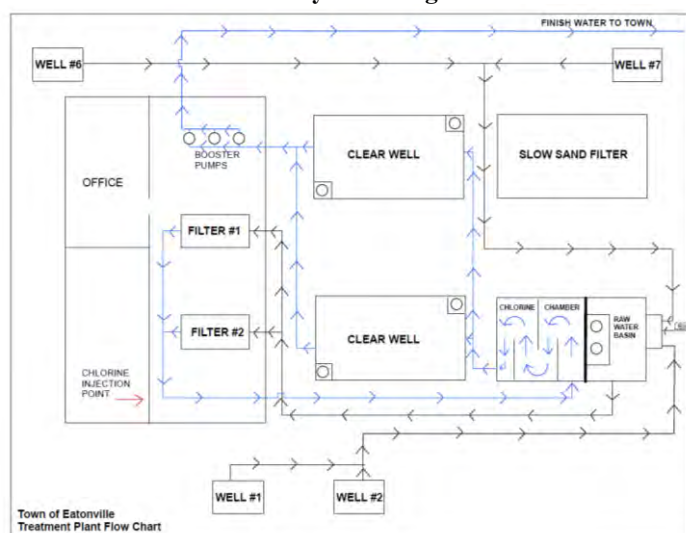 FINISH WATER TO TOWN
WELL #6
WELL #7
BOOSTER
PUMPS
OFFICE
CLEAR WELL
SLOW SAND FILTER
FILTER #1
FILTER #2
CLEAR WELL
CHLORINE
CHAMBER
RAW
WATER
BASIN
CHLORINE
INJECTION
POINT
WELL #1
WELL #2
Town of Eatonville
Treatment Plant Flow Chart